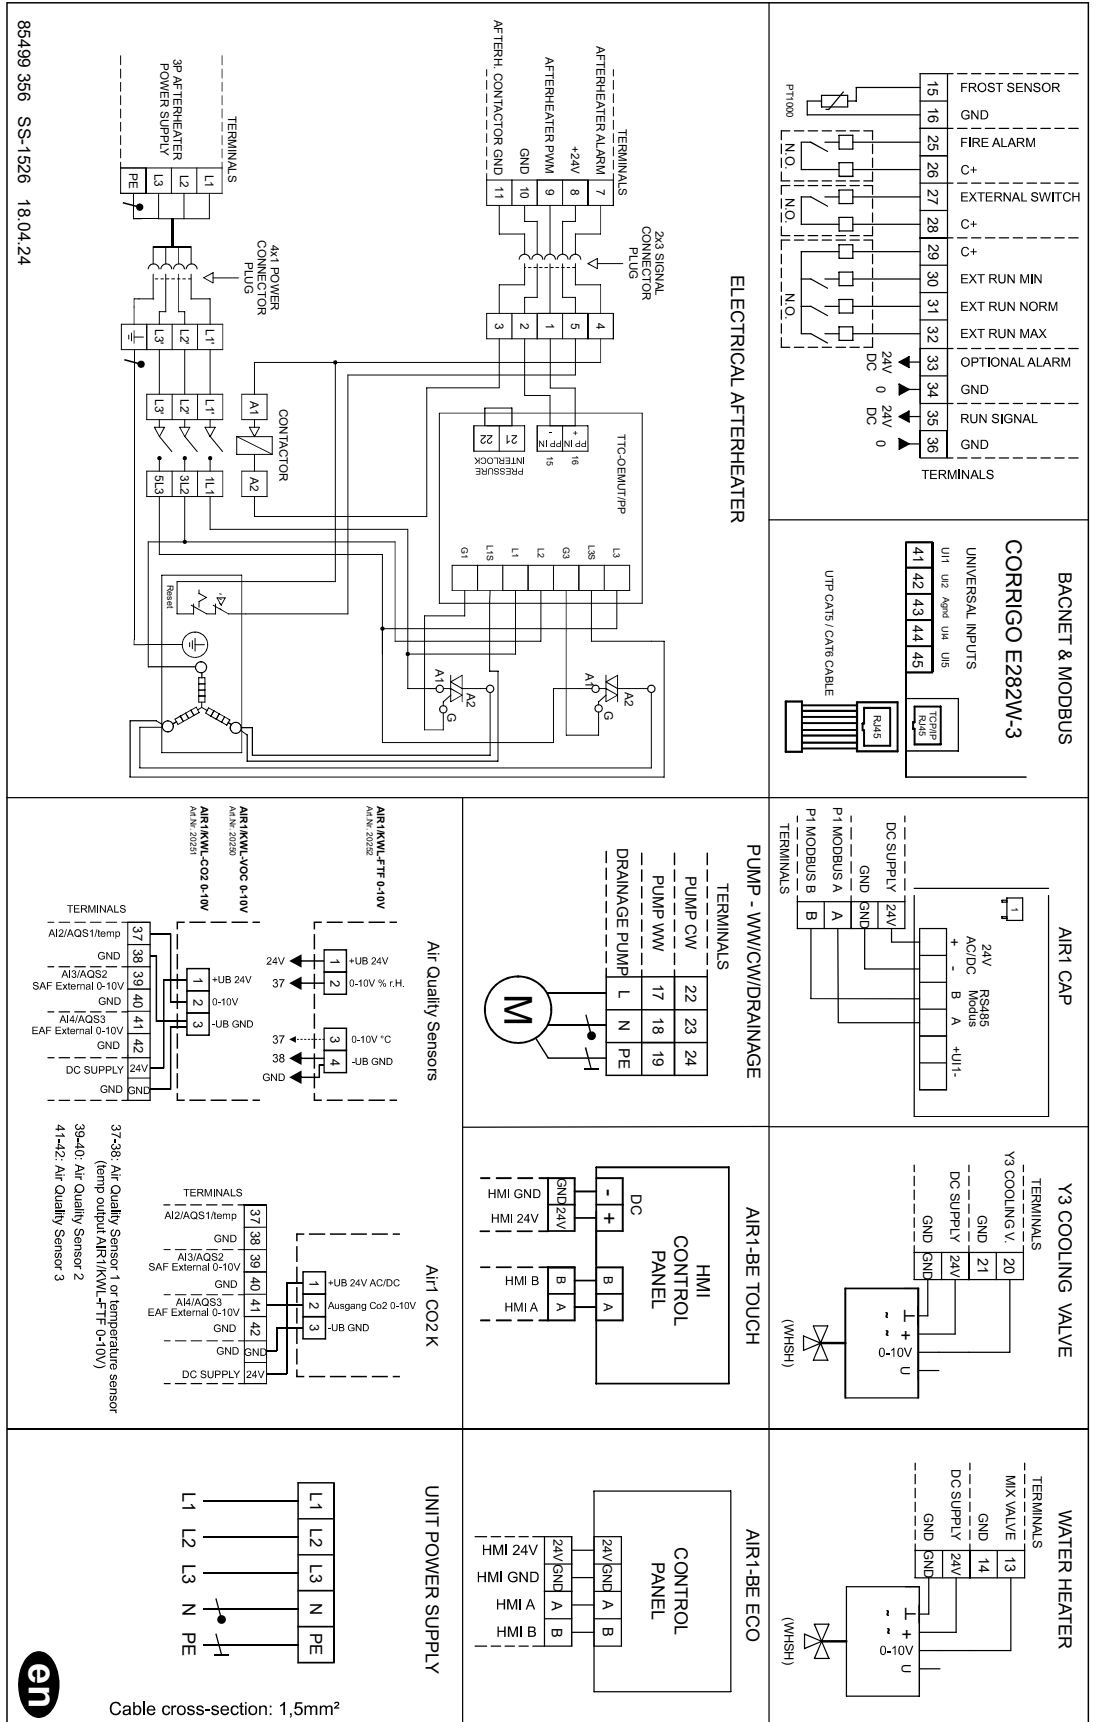 15 FROST SENSOR
16 GND
25 FIRE ALARM
26 C+
27 EXTERNAL SWITCH
28 C+
29 C+
30 EXT RUN MIN
31 EXT RUN NORM
32 EXT RUN MAX
33 OPTIONAL ALARM
34 GND
35 RUN SIGNAL
36 GND
TERMINALS
PT1000
N.O.
N.O.
N.O.
24V DC
0
24V DC
0
BACNET & MODBUS
CORRIGO E282W-3
UNIVERSAL INPUTS
UI1 UI2 Agnd UI4 UI5
41 42 43 44 45
TCP/IP
RJ45
RJ45
UTP CAT5 / CAT6 CABLE
AIR1 CAP
1
24V
AC/DC
RS485
Modus
+ - B A +UI1-
DC SUPPLY 24V
GND GND
P1 MODBUS A A
P1 MODBUS B B
TERMINALS
Y3 COOLING VALVE
TERMINALS
Y3 COOLING V. 20
GND 21
DC SUPPLY 24V
GND GND
⊥ ~
+ ~
0-10V
U
(WHSH)
WATER HEATER
TERMINALS
MIX VALVE 13
GND 14
DC SUPPLY 24V
GND GND
⊥ ~
+ ~
0-10V
U
(WHSH)
ELECTRICAL AFTERHEATER
TERMINALS
AFTERHEATER ALARM 7
+24V 8
AFTERHEATER PWM 9
GND 10
AFTERH. CONTACTOR GND 11
2x3 SIGNAL
CONNECTOR
PLUG
4 5 1 2 3
TTC-OEMUT/PP
+ PP IN 16
- PP IN 15
21
22
PRESSURE
INTERLOCK
L3 L3S G3 L2 L1 L1S G1
A1 A2 G
A1 A2 G
CONTACTOR
A1 A2
L1' 1L1
L2' 3L2
L3' 5L3
Reset
TERMINALS
3P AFTERHEATER
POWER SUPPLY
L1
L2
L3
PE
4x1 POWER
CONNECTOR
PLUG
L1'
L2'
L3'
PUMP - WW/CW/DRAINAGE
TERMINALS
PUMP CW 22 23 24
PUMP WW 17 18 19
DRAINAGE PUMP L N PE
M
AIR1-BE TOUCH
HMI
CONTROL
PANEL
DC
- +
HMI GND GND
HMI 24V 24V
HMI B B B
HMI A A A
AIR1-BE ECO
CONTROL
PANEL
HMI 24V 24V 24V
HMI GND GND GND
HMI A A A
HMI B B B
Air Quality Sensors
AIR1/KWL-FTF 0-10V
Art.Nr. 20252
AIR1/KWL-VOC 0-10V
Art.Nr. 20250
AIR1/KWL-CO2 0-10V
Art.Nr. 20251
24V 1 +UB 24V
37 2 0-10V % r.H.
37 3 0-10V °C
38 4 -UB GND
GND
TERMINALS
AI2/AQS1/temp 37
GND 38
AI3/AQS2 39
SAF External 0-10V
GND 40
AI4/AQS3 41
EAF External 0-10V
GND 42
DC SUPPLY 24V
GND GND
1 +UB 24V
2 0-10V
3 -UB GND
Air1 CO2 K
TERMINALS
AI2/AQS1/temp 37
GND 38
AI3/AQS2 39
SAF External 0-10V
GND 40
AI4/AQS3 41
EAF External 0-10V
GND 42
GND GND
DC SUPPLY 24V
1 +UB 24V AC/DC
2 Ausgang Co2 0-10V
3 -UB GND
37-38: Air Quality Sensor 1 or temperature sensor
(temp output AIR1/KWL-FTF 0-10V)
39-40: Air Quality Sensor 2
41-42: Air Quality Sensor 3
UNIT POWER SUPPLY
L1 L2 L3 N PE
L1 L2 L3 N PE
Cable cross-section: 1,5mm²
en
85499 356 SS-1526 18.04.24